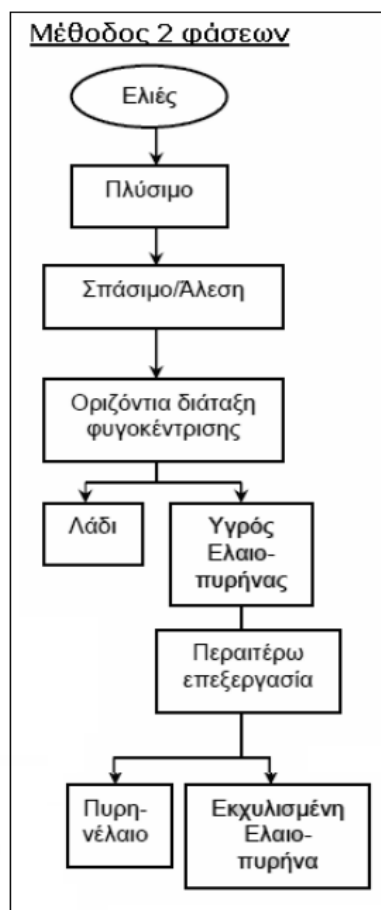 Μέθοδος 2 φάσεων
Ελιές
Πλύσιμο
Σπάσιμο/Άλεση
Οριζόντια διάταξη
φυγοκέντρισης
Λάδι
Υγρός
Ελαιο-
πυρήνας
Περαιτέρω
επεξεργασία
Πυρη-
νέλαιο
Εκχυλισμένη
Ελαιο-
πυρήνα